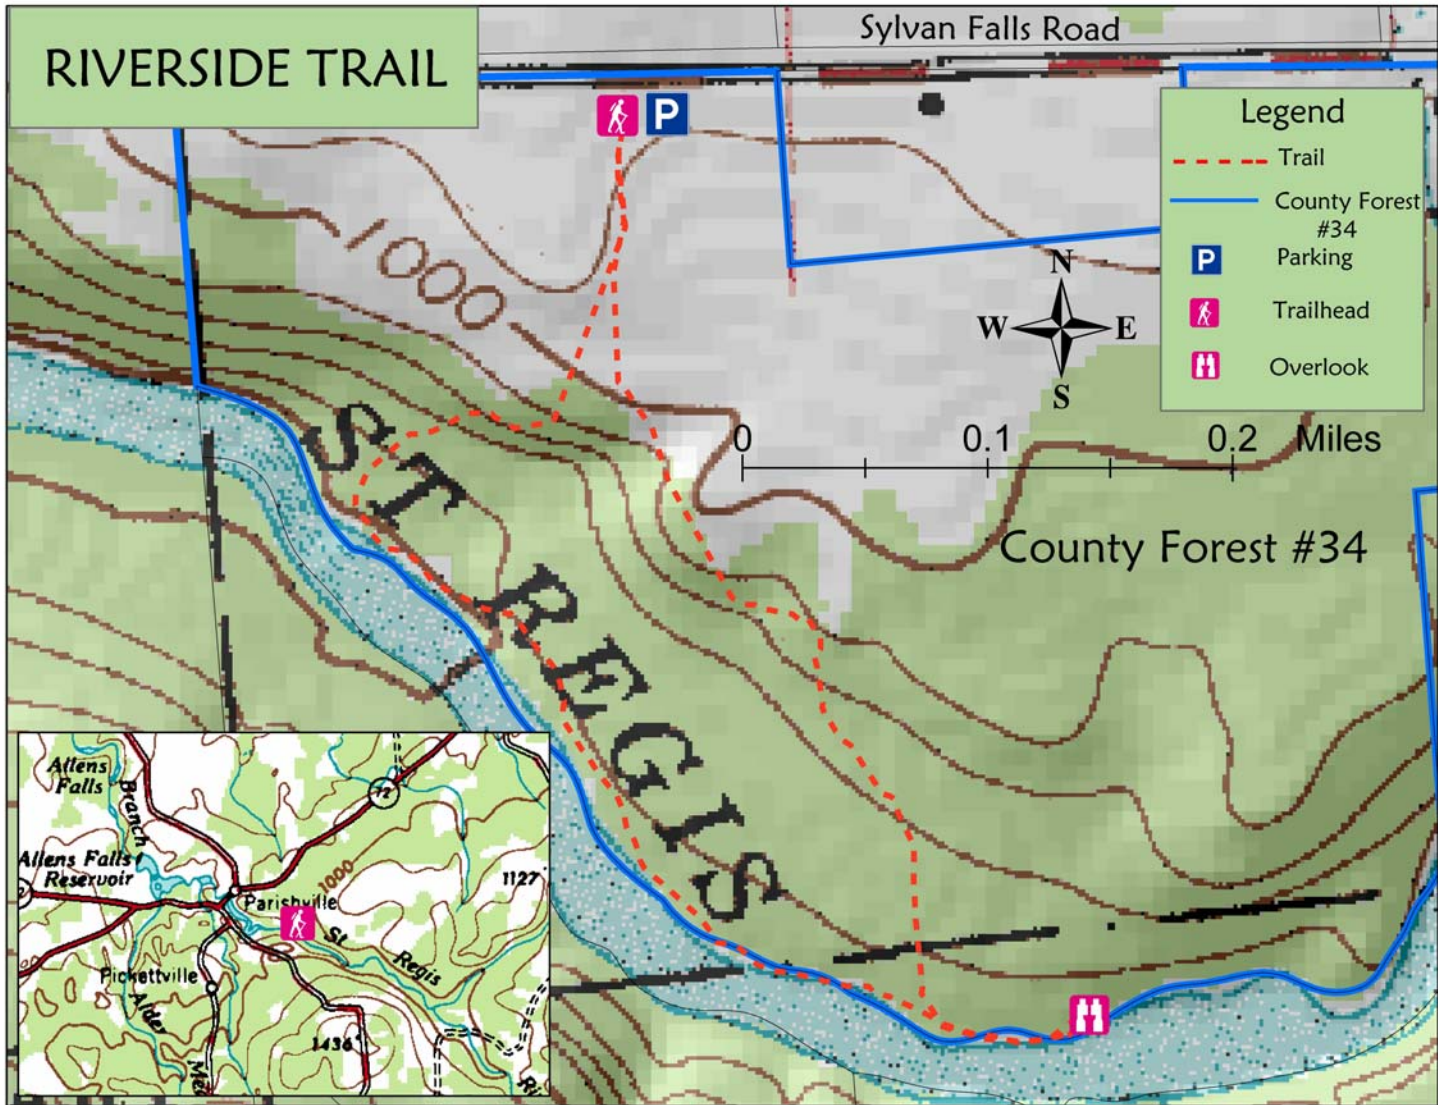 RIVERSIDE TRAIL
Sylvan Falls Road
P
Legend
Trail
County Forest
#34
P
Parking
Trailhead
Overlook
1000
N
W
E
S
0
0.1
0.2
Miles
County Forest #34
ST REGIS
Allens
Falls
Branch
72
Allens Falls
Reservoir
2
1000
1127
Parishville
St
Regis
Pickettville
Alder
1436
Ri